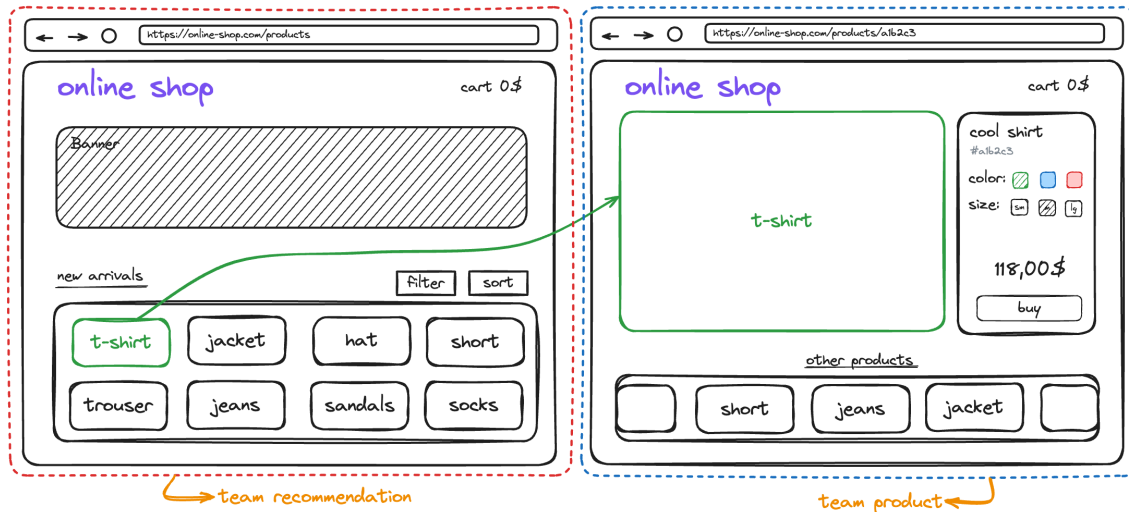 https://online-shop.com/products
online shop
cart 0$
Banner
new arrivals
filter
sort
t-shirt
jacket
hat
short
trouser
jeans
sandals
socks
team recommendation
https://online-shop.com/products/a1b2c3
online shop
cart 0$
t-shirt
cool shirt
#a1b2c3
color:
size:
sm
lg
118,00$
buy
other products
short
jeans
jacket
team product